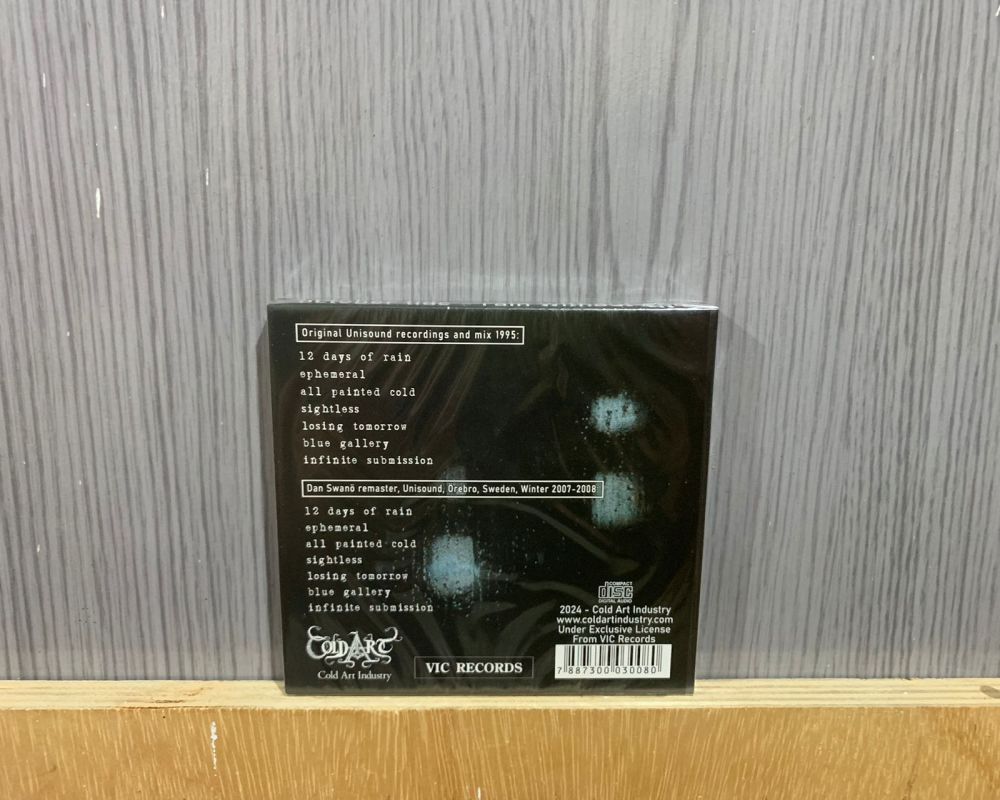 Original Unisound recordings and mix 1995:
12 days of rain
ephemeral
all painted cold
sightless
losing tomorrow
blue gallery
infinite submission
Dan Swanö remaster, Unisound, Örebro, Sweden, Winter 2007-2008
12 days of rain
ephemeral
all painted cold
sightless
losing tomorrow
blue gallery
infinite submission
COMPACT
disc
DIGITAL AUDIO
2024 - Cold Art Industry
www.coldartindustry.com
Under Exclusive License
From VIC Records
COLD ART
Cold Art Industry
VIC RECORDS
7 887300 030080